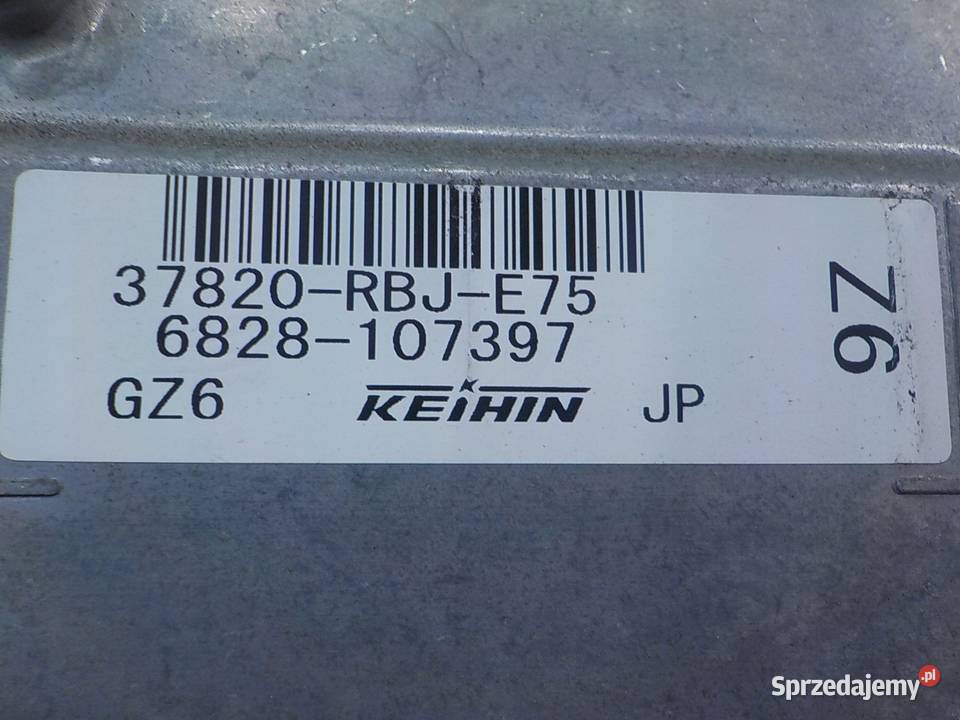 37820-RBJ-E75
6828-107397
GZ6 KEIHIN JP
Z6
Sprzedajemy.pl